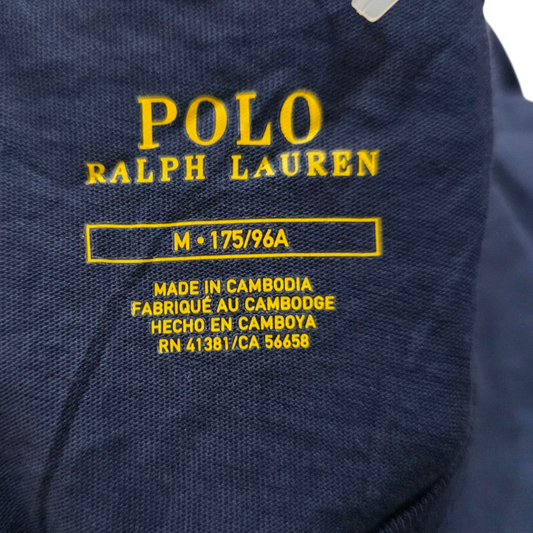 POLO
RALPH LAUREN
M • 175/96A
MADE IN CAMBODIA
FABRIQUÉ AU CAMBODGE
HECHO EN CAMBOYA
RN 41381/CA 56658